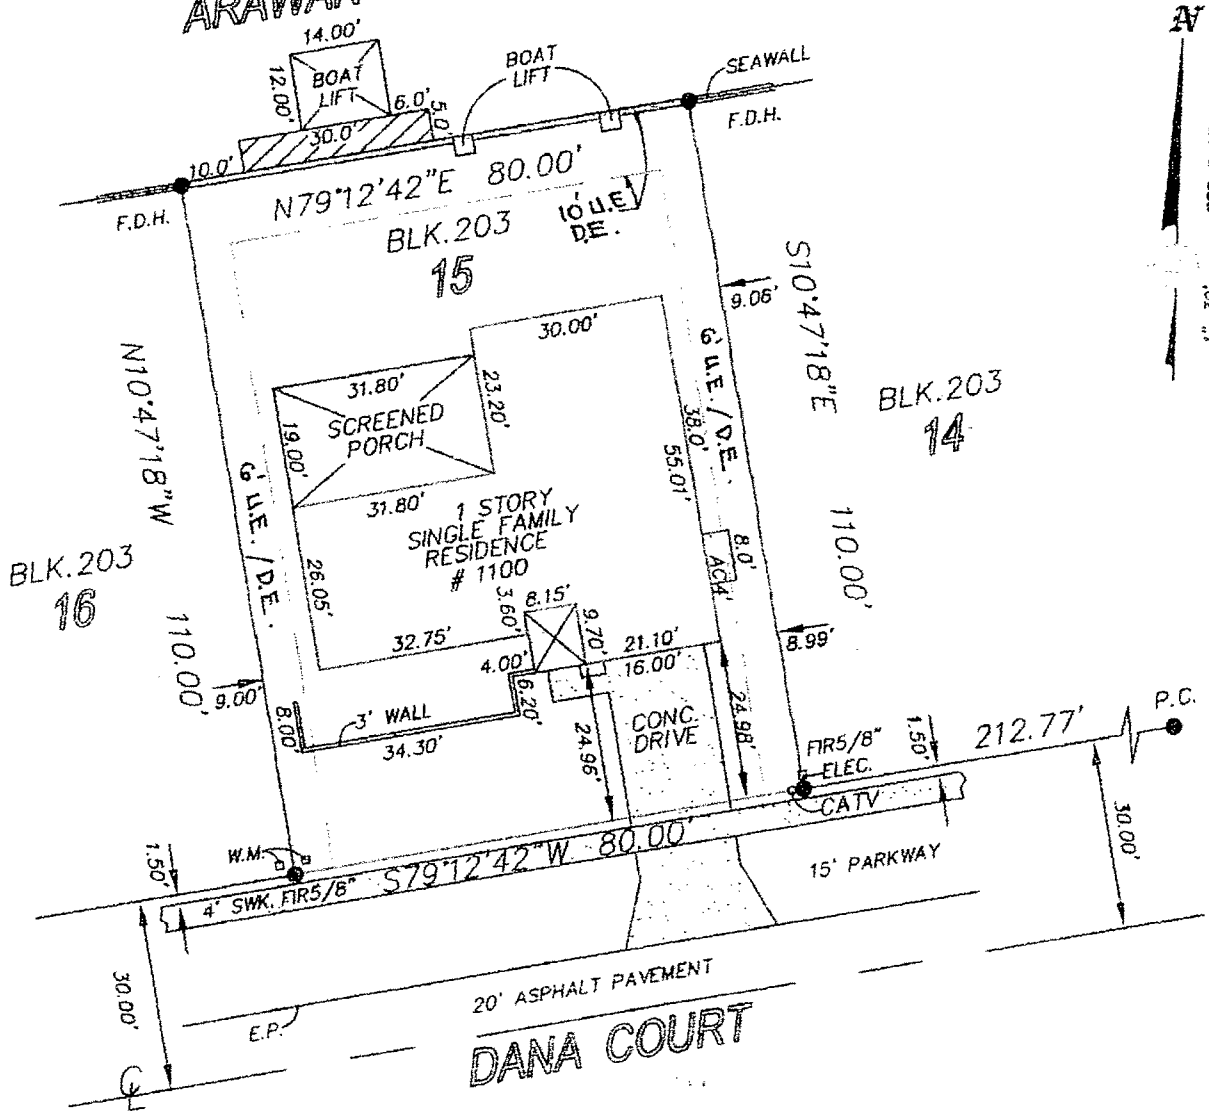 N
14.00'
12.00'
BOAT
LIFT
6.0'
5.0'
30.0'
10.0'
BOAT
LIFT
SEAWALL
F.D.H.
F.D.H.
N79°12'42"E 80.00'
10' U.E
D.E.
BLK.203
15
9.06'
S10°47'18"E
30.00'
6' U.E. / D.E.
31.80'
23.20'
SCREENED
PORCH
19.00'
31.80'
38.0'
55.01'
N10°47'18"W
6' U.E. / D.E.
BLK.203
14
1 STORY
SINGLE FAMILY
RESIDENCE
# 1100
110.00'
8.0'
AC
4'
BLK.203
16
26.05'
3.60'
8.15'
9.70'
32.75'
21.10'
16.00'
8.99'
4.00'
6.20'
110.00'
9.00'
8.00'
3' WALL
34.30'
24.96'
CONC.
DRIVE
24.98'
FIR5/8"
ELEC.
CATV
1.50'
212.77'
P.C.
30.00'
W.M.
1.50'
4' SWK. FIR5/8"
S79°12'42"W 80.00'
15' PARKWAY
30.00'
E.P.
20' ASPHALT PAVEMENT
DANA COURT
CL